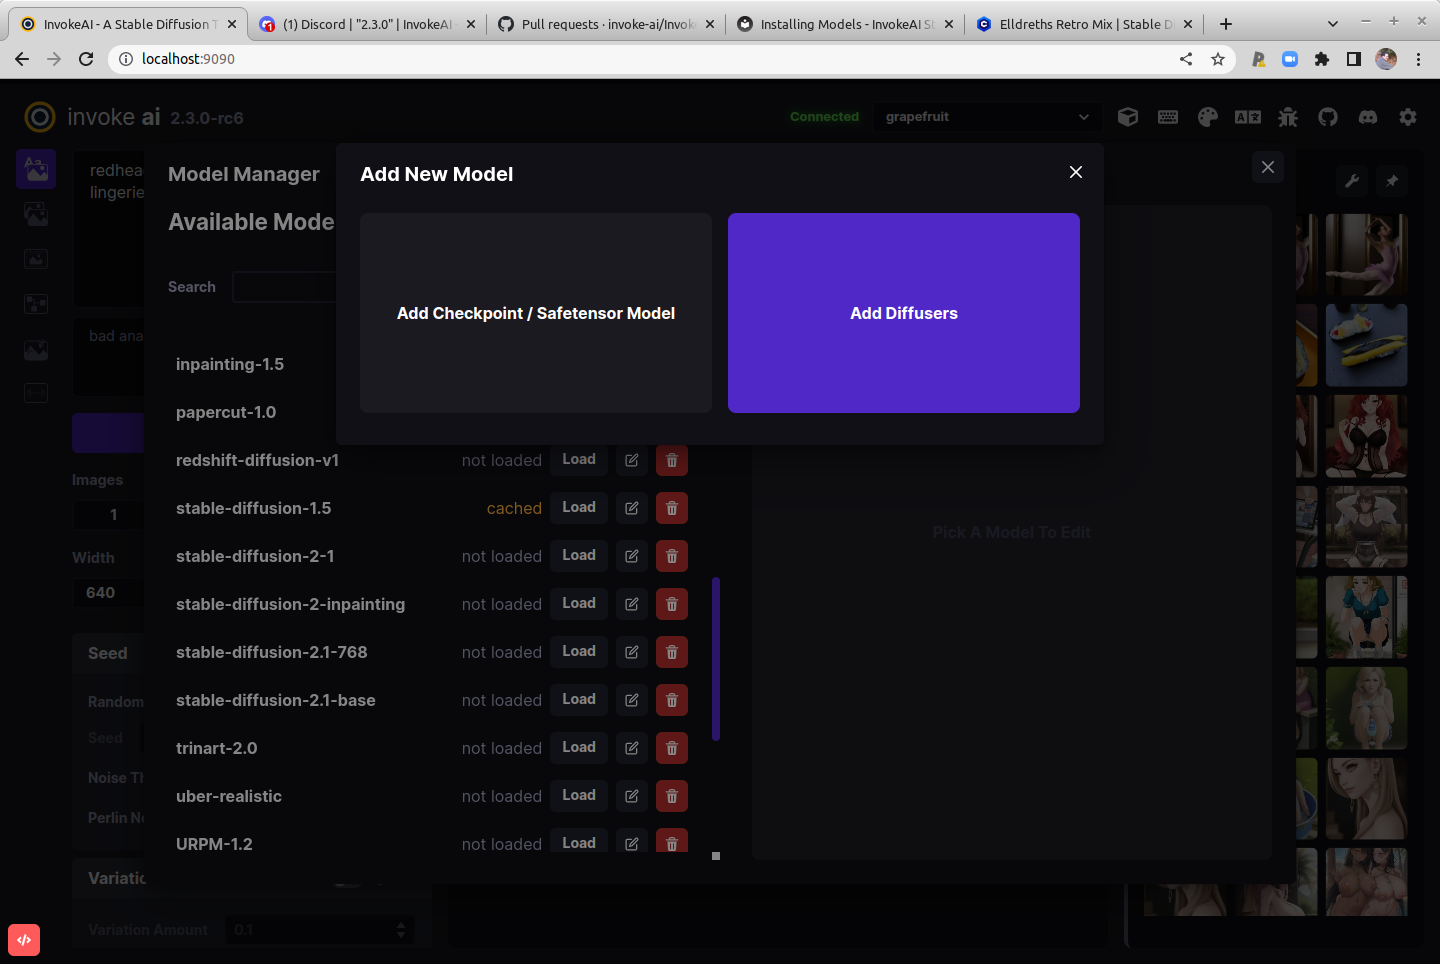 InvokeAI - A Stable Diffusion T
(1) Discord | "2.3.0" | InvokeAI
Pull requests · invoke-ai/Invok
Installing Models - InvokeAI St
Elldreths Retro Mix | Stable D
localhost:9090
invoke ai 2.3.0-rc6
Connected
grapefruit
redhea
lingerie
bad ana
Images
1
Width
640
Seed
Random
Seed
Noise Th
Perlin No
Variatio
Variation Amount
0.1
Model Manager
Available Mode
Search
inpainting-1.5
papercut-1.0
redshift-diffusion-v1 not loaded Load
stable-diffusion-1.5 cached Load
stable-diffusion-2-1 not loaded Load
stable-diffusion-2-inpainting not loaded Load
stable-diffusion-2.1-768 not loaded Load
stable-diffusion-2.1-base not loaded Load
trinart-2.0 not loaded Load
uber-realistic not loaded Load
URPM-1.2 not loaded Load
Pick A Model To Edit
Add New Model
Add Checkpoint / Safetensor Model
Add Diffusers